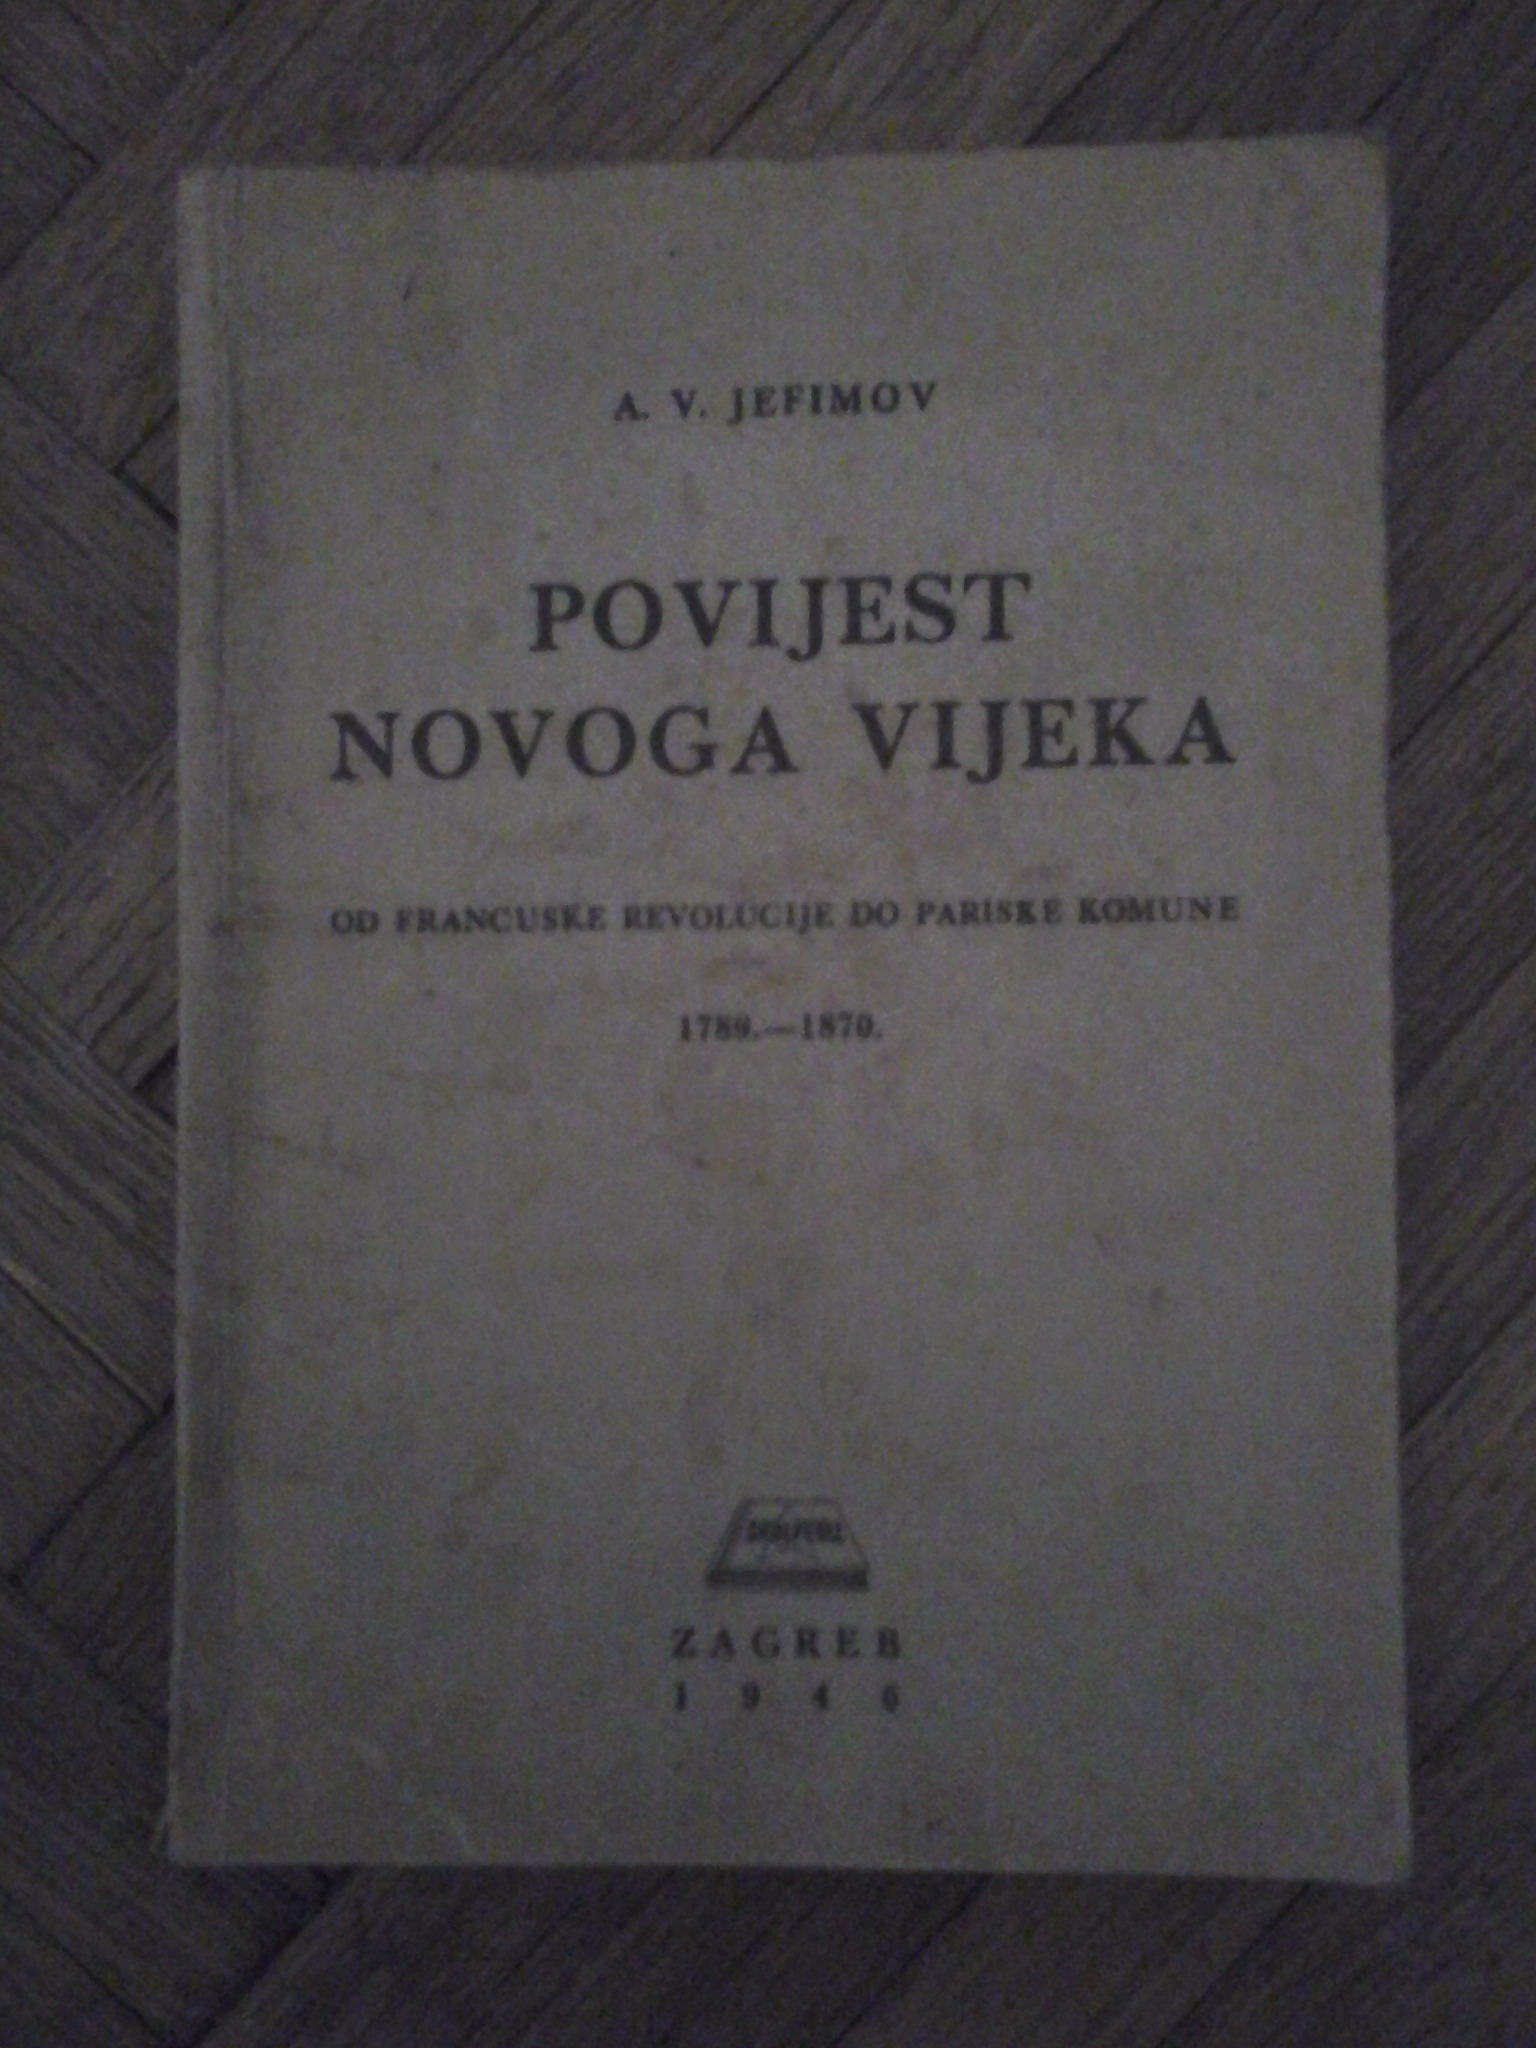 A. V. JEFIMOV
POVIJEST
NOVOGA VIJEKA
OD FRANCUSKE REVOLUCIJE DO PARISKE KOMUNE
1789.—1870.
ZAGREB
1946